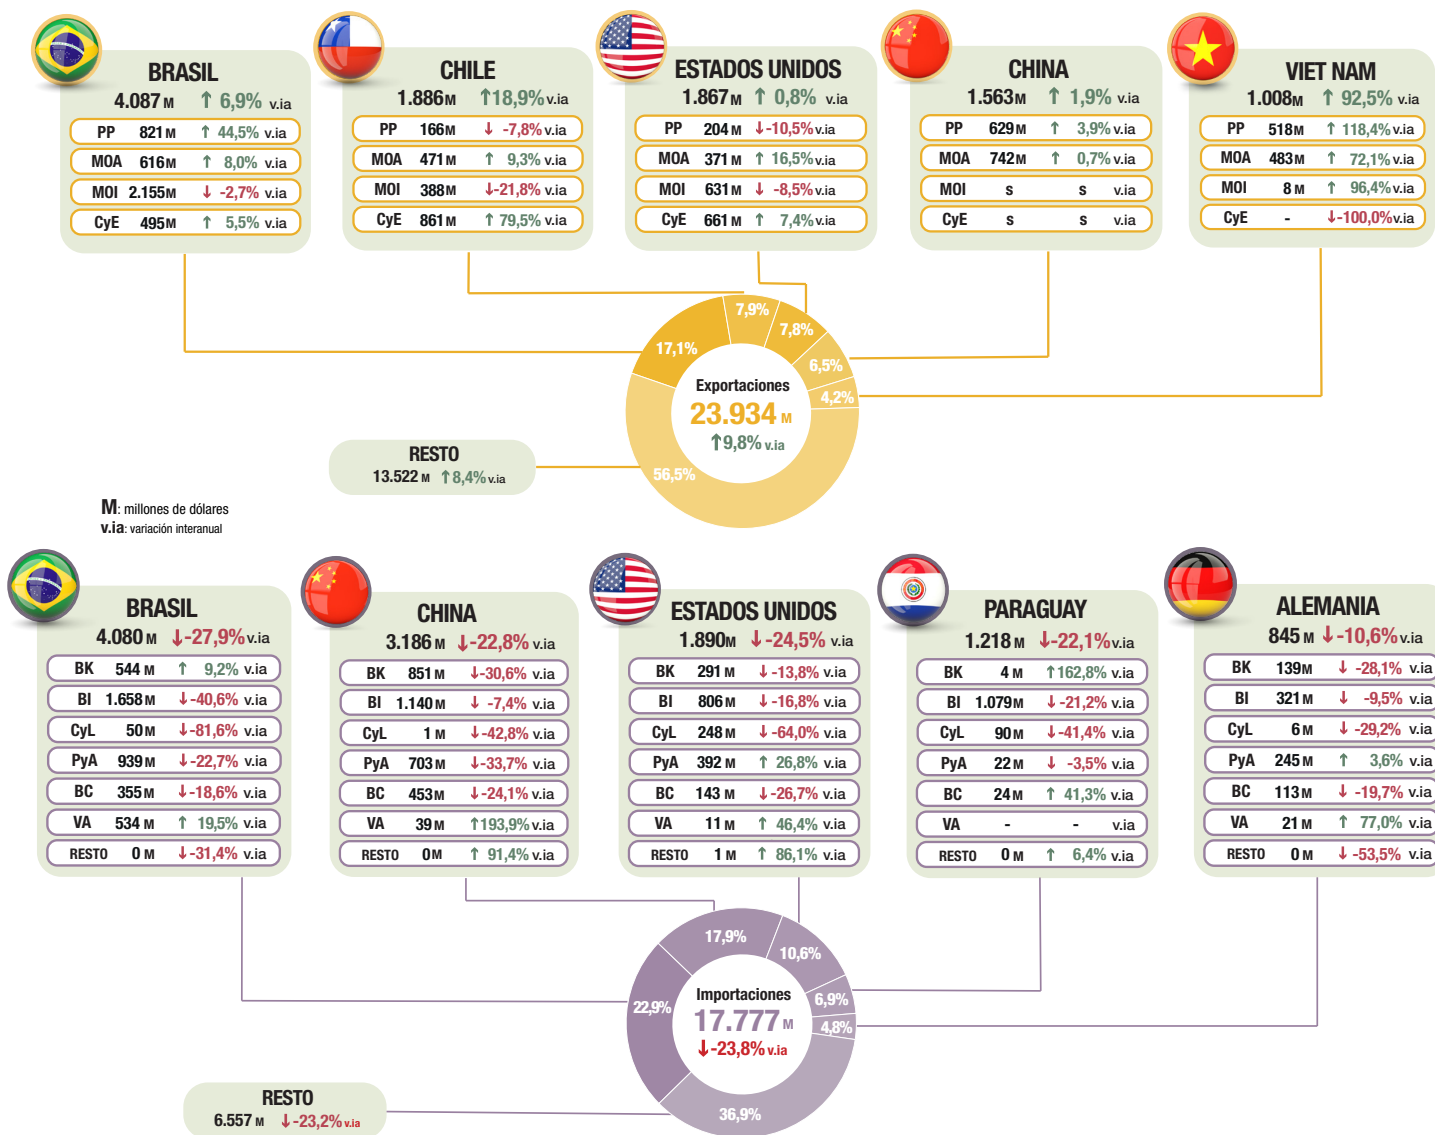 BRASIL
4.087 M ↑ 6,9% v.ia
PP 821 M ↑ 44,5% v.ia
MOA 616 M ↑ 8,0% v.ia
MOI 2.155 M ↓ -2,7% v.ia
CyE 495 M ↑ 5,5% v.ia
CHILE
1.886 M ↑ 18,9% v.ia
PP 166 M ↓ -7,8% v.ia
MOA 471 M ↑ 9,3% v.ia
MOI 388 M ↓ -21,8% v.ia
CyE 861 M ↑ 79,5% v.ia
ESTADOS UNIDOS
1.867 M ↑ 0,8% v.ia
PP 204 M ↓ -10,5% v.ia
MOA 371 M ↑ 16,5% v.ia
MOI 631 M ↓ -8,5% v.ia
CyE 661 M ↑ 7,4% v.ia
CHINA
1.563 M ↑ 1,9% v.ia
PP 629 M ↑ 3,9% v.ia
MOA 742 M ↑ 0,7% v.ia
MOI s s v.ia
CyE s s v.ia
VIET NAM
1.008 M ↑ 92,5% v.ia
PP 518 M ↑ 118,4% v.ia
MOA 483 M ↑ 72,1% v.ia
MOI 8 M ↑ 96,4% v.ia
CyE - ↓ -100,0% v.ia
7,9%
7,8%
17,1%
6,5%
4,2%
56,5%
Exportaciones
23.934 M
↑ 9,8% v.ia
RESTO
13.522 M ↑ 8,4% v.ia
M: millones de dólares
v.ia: variación interanual
BRASIL
4.080 M ↓ -27,9% v.ia
BK 544 M ↑ 9,2% v.ia
BI 1.658 M ↓ -40,6% v.ia
CyL 50 M ↓ -81,6% v.ia
PyA 939 M ↓ -22,7% v.ia
BC 355 M ↓ -18,6% v.ia
VA 534 M ↑ 19,5% v.ia
RESTO 0 M ↓ -31,4% v.ia
CHINA
3.186 M ↓ -22,8% v.ia
BK 851 M ↓ -30,6% v.ia
BI 1.140 M ↓ -7,4% v.ia
CyL 1 M ↓ -42,8% v.ia
PyA 703 M ↓ -33,7% v.ia
BC 453 M ↓ -24,1% v.ia
VA 39 M ↑ 193,9% v.ia
RESTO 0 M ↑ 91,4% v.ia
ESTADOS UNIDOS
1.890 M ↓ -24,5% v.ia
BK 291 M ↓ -13,8% v.ia
BI 806 M ↓ -16,8% v.ia
CyL 248 M ↓ -64,0% v.ia
PyA 392 M ↑ 26,8% v.ia
BC 143 M ↓ -26,7% v.ia
VA 11 M ↑ 46,4% v.ia
RESTO 1 M ↑ 86,1% v.ia
PARAGUAY
1.218 M ↓ -22,1% v.ia
BK 4 M ↑ 162,8% v.ia
BI 1.079 M ↓ -21,2% v.ia
CyL 90 M ↓ -41,4% v.ia
PyA 22 M ↓ -3,5% v.ia
BC 24 M ↑ 41,3% v.ia
VA - - v.ia
RESTO 0 M ↑ 6,4% v.ia
ALEMANIA
845 M ↓ -10,6% v.ia
BK 139 M ↓ -28,1% v.ia
BI 321 M ↓ -9,5% v.ia
CyL 6 M ↓ -29,2% v.ia
PyA 245 M ↑ 3,6% v.ia
BC 113 M ↓ -19,7% v.ia
VA 21 M ↑ 77,0% v.ia
RESTO 0 M ↓ -53,5% v.ia
17,9%
10,6%
22,9%
6,9%
4,8%
36,9%
Importaciones
17.777 M
↓ -23,8% v.ia
RESTO
6.557 M ↓ -23,2% v.ia